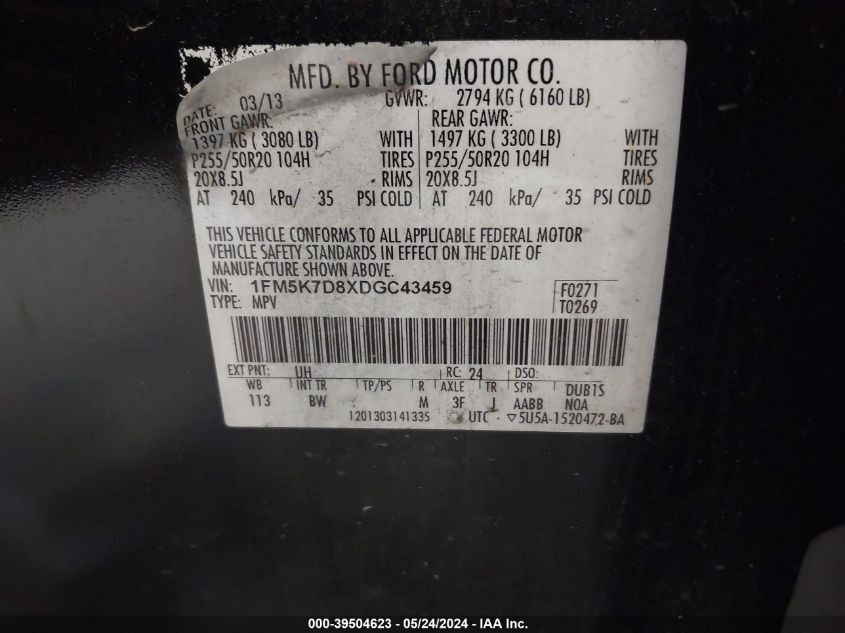 MFD. BY FORD MOTOR CO.
DATE: 03/13 GVWR: 2794 KG ( 6160 LB)
FRONT GAWR: REAR GAWR:
1397 KG ( 3080 LB) WITH 1497 KG ( 3300 LB) WITH
P255/50R20 104H TIRES P255/50R20 104H TIRES
20X8.5J RIMS 20X8.5J RIMS
AT 240 kPa/ 35 PSI COLD AT 240 kPa/ 35 PSI COLD
THIS VEHICLE CONFORMS TO ALL APPLICABLE FEDERAL MOTOR
VEHICLE SAFETY STANDARDS IN EFFECT ON THE DATE OF
MANUFACTURE SHOWN ABOVE.
VIN: 1FM5K7D8XDGC43459 F0271
TYPE: MPV T0269
EXT PNT: UH RC: 24 DSO:
WB INT TR TP/PS R AXLE TR SPR DUBTS
113 BW M 3F J AABB NOA
1201303141335 UTC ▽5U5A-1520472-BA
000-39504623 - 05/24/2024 - IAA Inc.